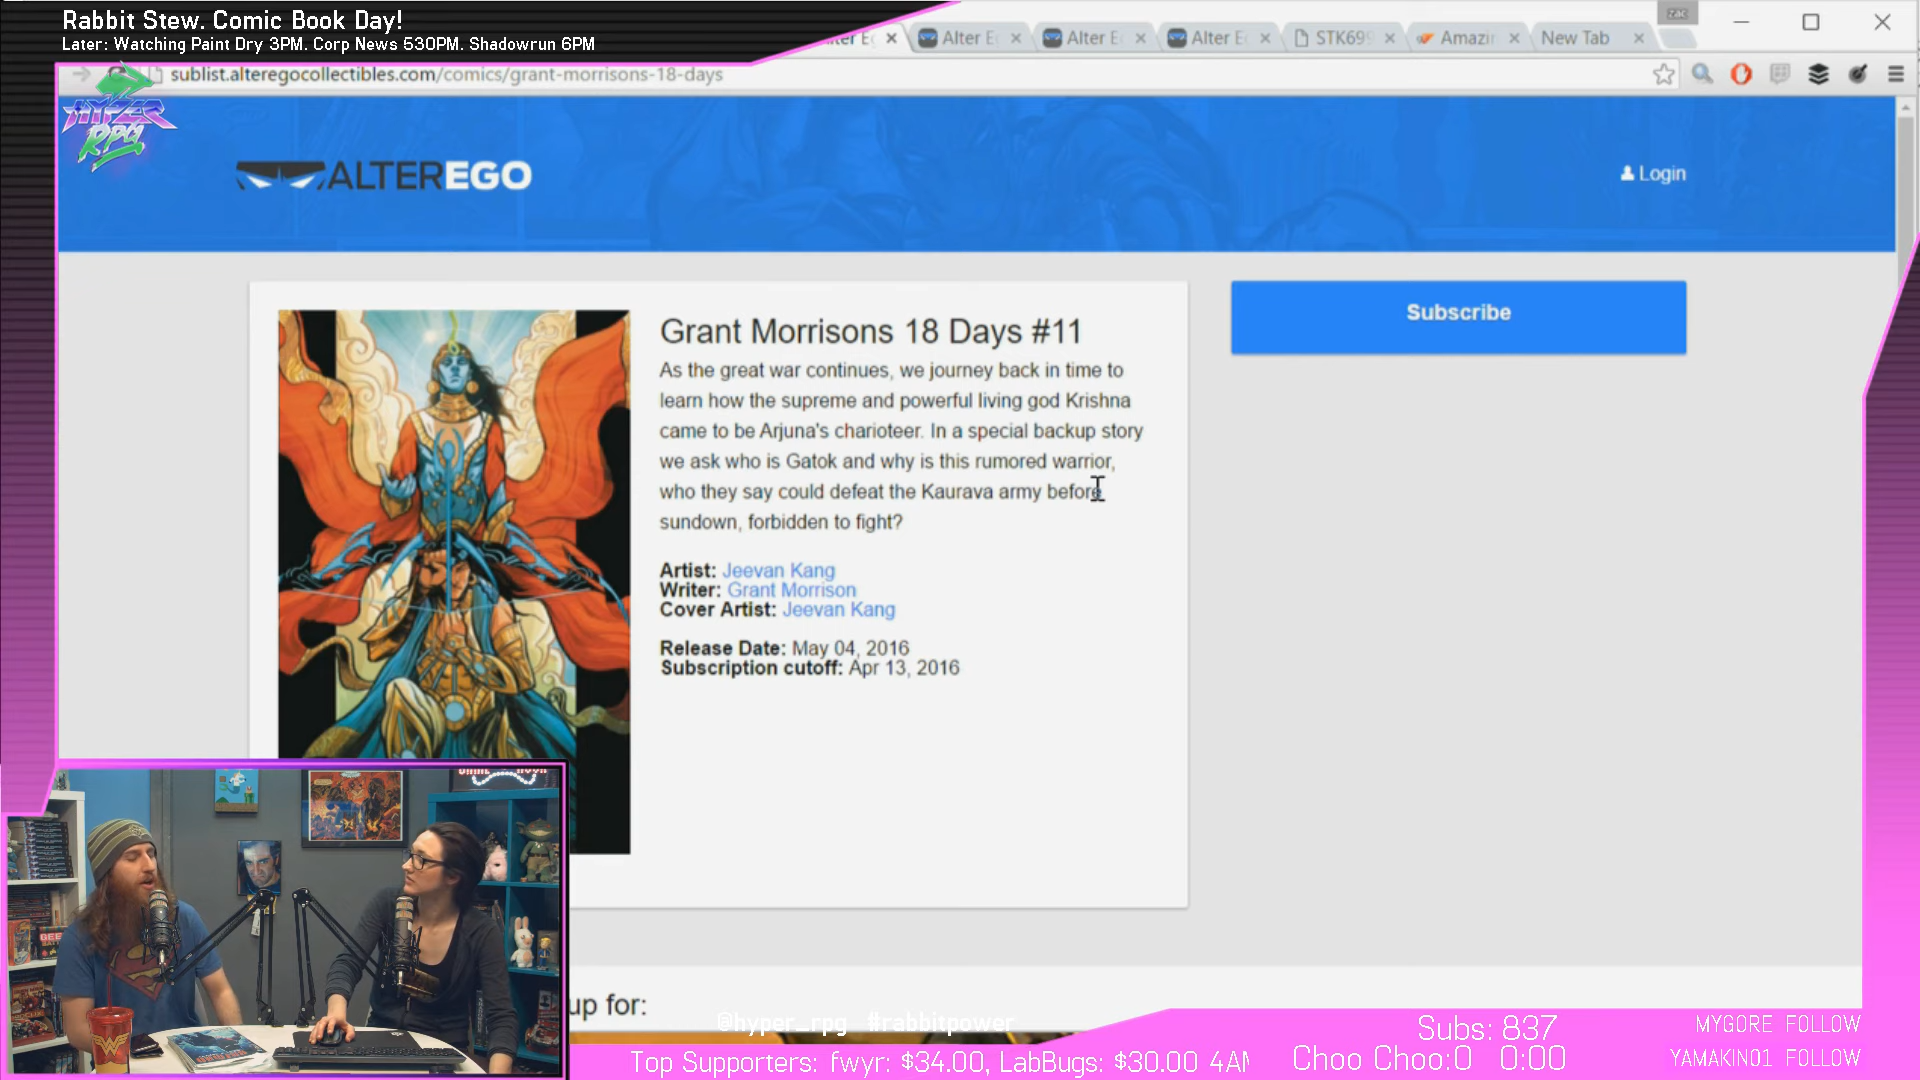 Rabbit Stew. Comic Book Day!
Later: Watching Paint Dry 3PM. Corp News 530PM. Shadowrun 6PM
Alter E
Alter E
Alter E
STK699
Amazi
New Tab
zac
sublist.alteregocollectibles.com/comics/grant-morrisons-18-days
HYPER
RPG
ALTEREGO
Login
Grant Morrisons 18 Days #11
As the great war continues, we journey back in time to
learn how the supreme and powerful living god Krishna
came to be Arjuna's charioteer. In a special backup story
we ask who is Gatok and why is this rumored warrior,
who they say could defeat the Kaurava army before
sundown, forbidden to fight?
Artist: Jeevan Kang
Writer: Grant Morrison
Cover Artist: Jeevan Kang
Release Date: May 04, 2016
Subscription cutoff: Apr 13, 2016
Subscribe
up for:
@hyper_rpg #rabbitpower
Top Supporters: fwyr: $34.00, LabBugs: $30.00 4AM
Subs: 837
Choo Choo:0 0:00
MYGORE FOLLOW
YAMAKIN01 FOLLOW